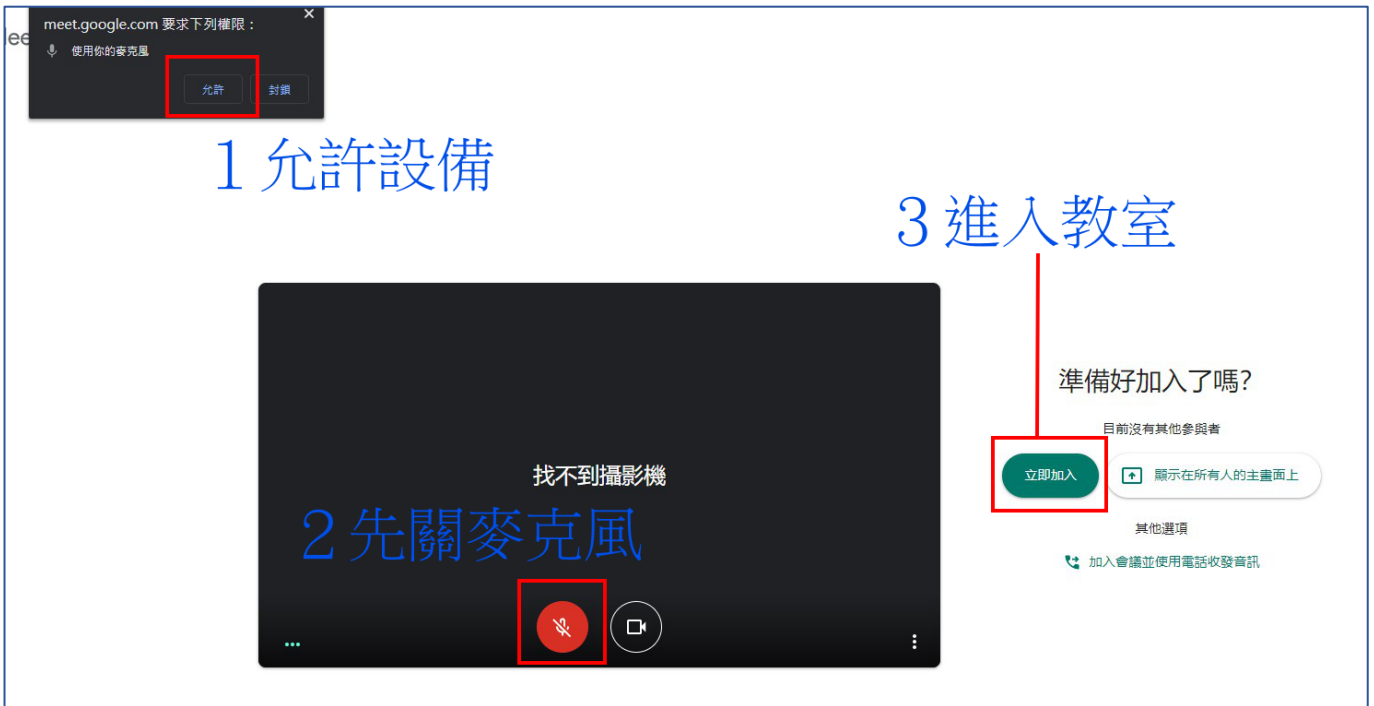 meet.google.com 要求下列權限：
使用你的麥克風
允許
封鎖
1 允許設備
3 進入教室
準備好加入了嗎?
目前沒有其他參與者
找不到攝影機
立即加入
顯示在所有人的主畫面上
2 先關麥克風
其他選項
加入會議並使用電話收發音訊